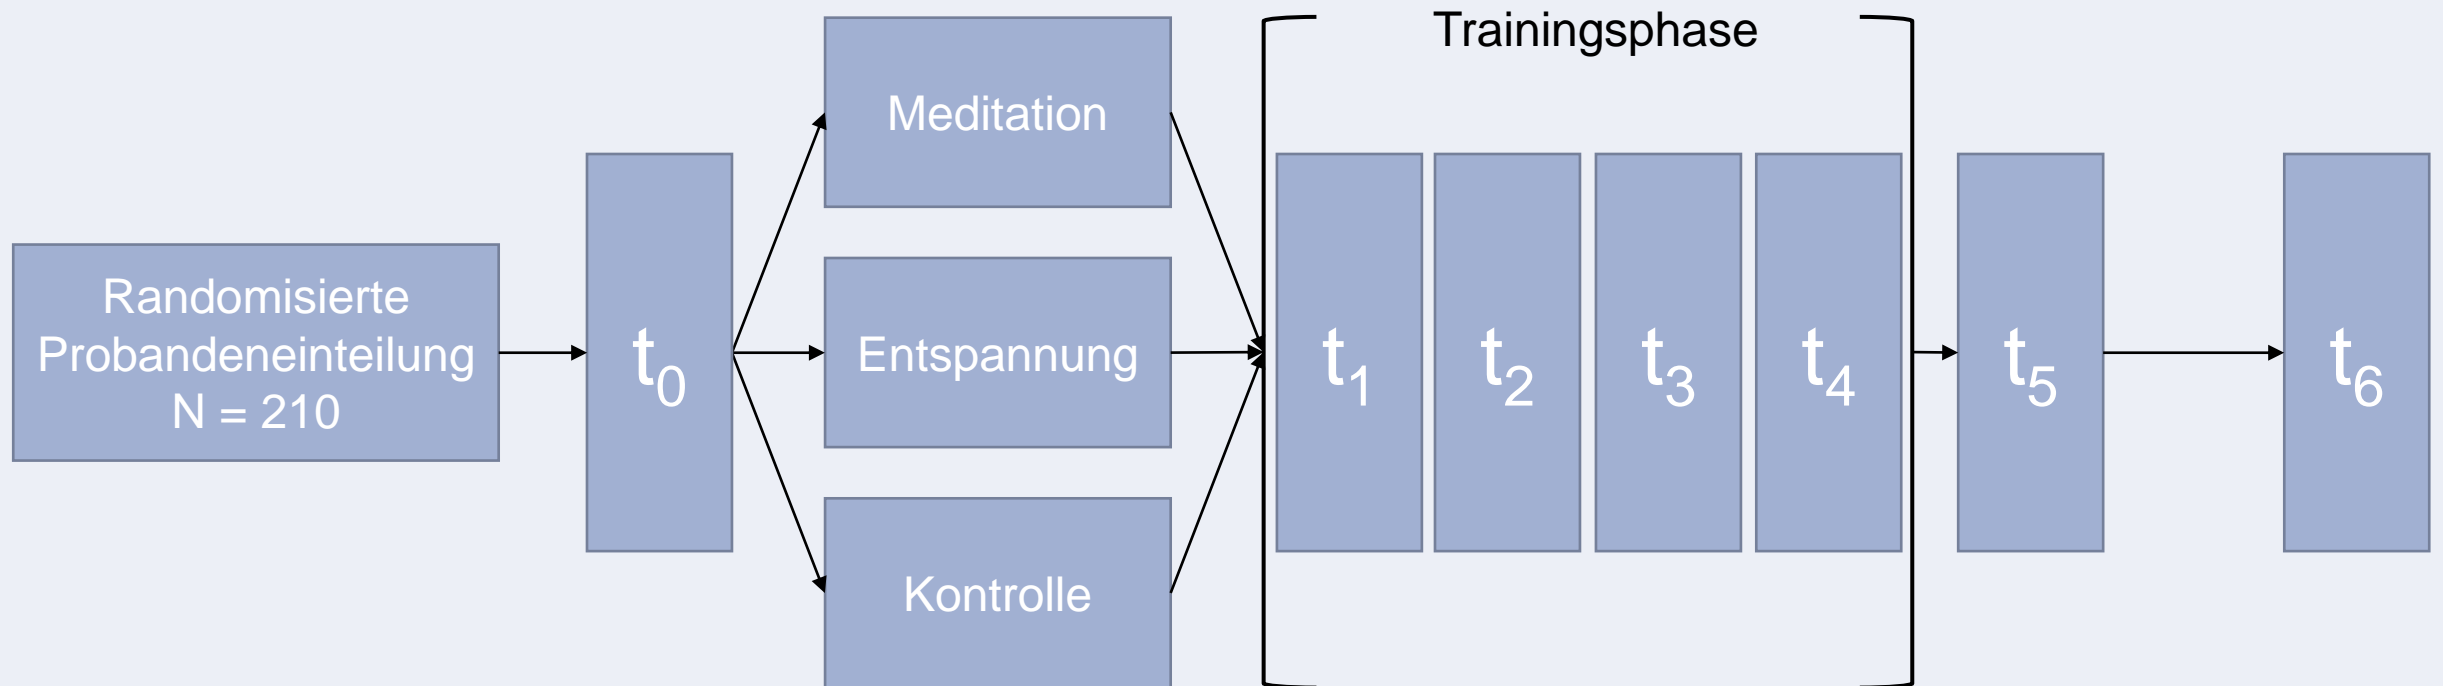 Randomisierte
Probandeneinteilung
N = 210
t₀
Meditation
Entspannung
Kontrolle
Trainingsphase
t₁
t₂
t₃
t₄
t₅
t₆